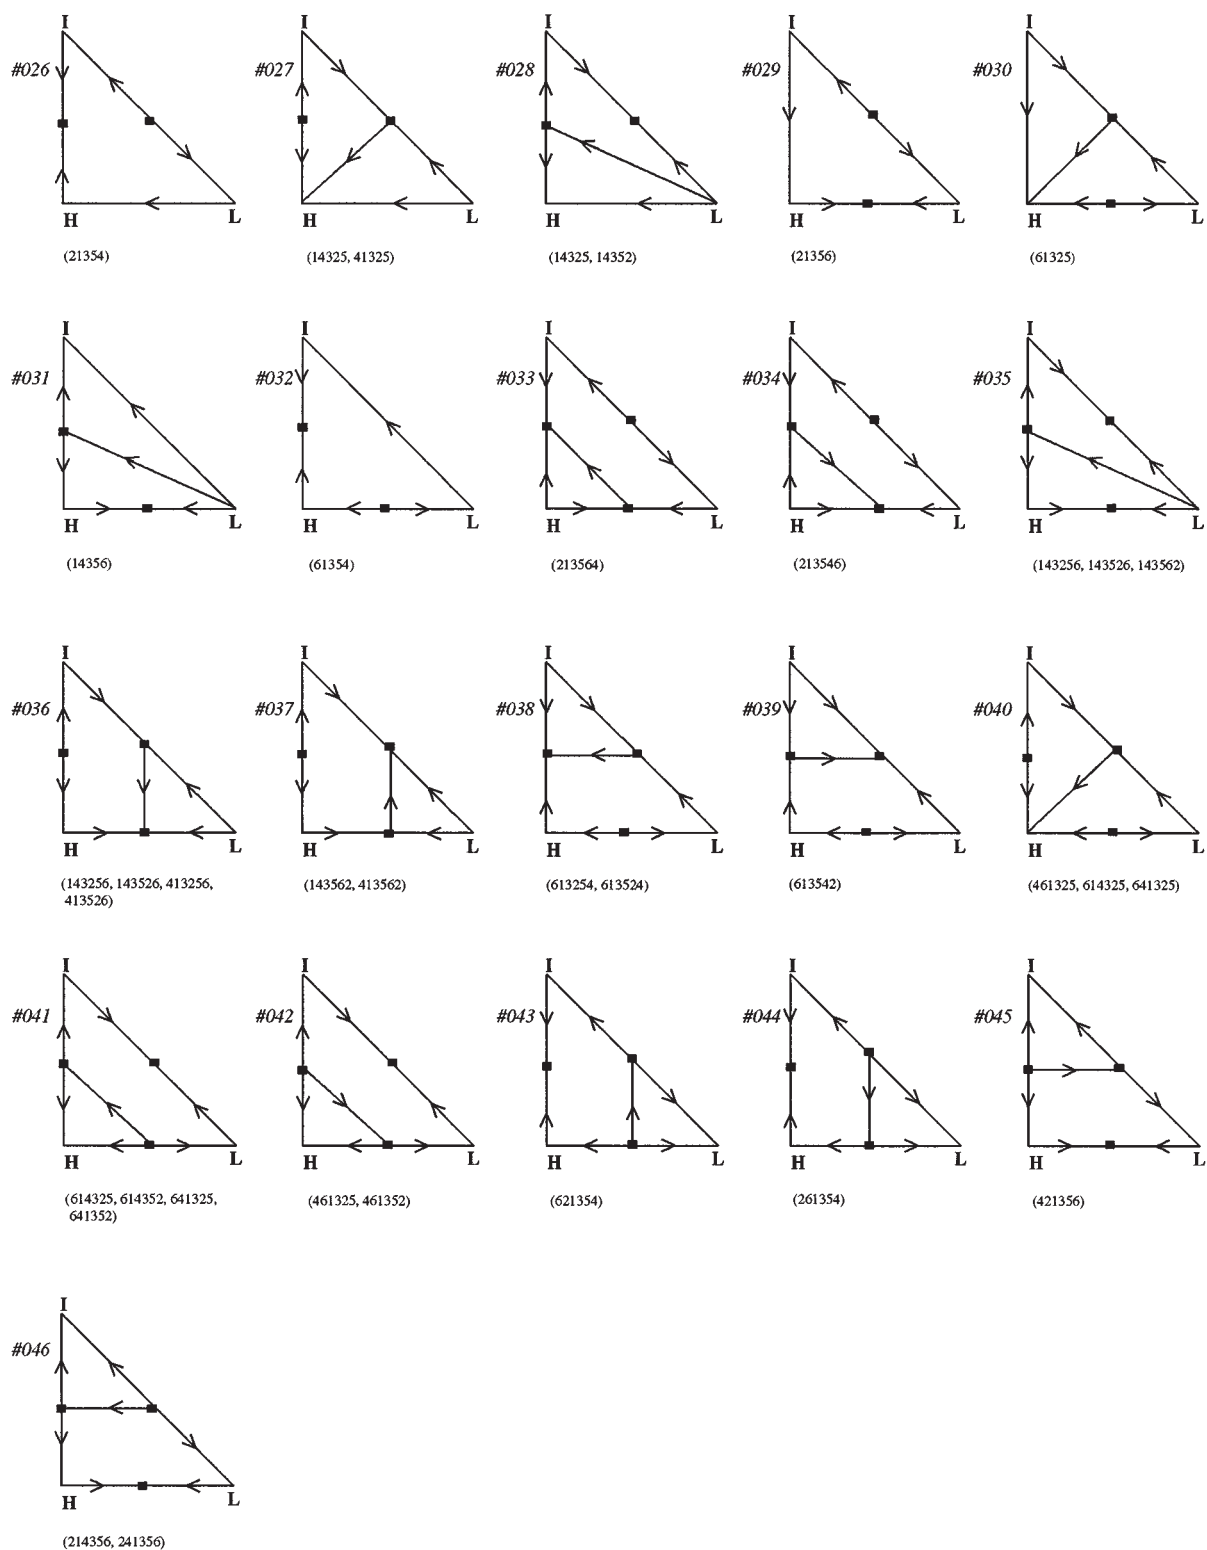 I I I I I
#026 #027 #028 #029 #030
H L H L H L H L H L
(21354) (14325, 41325) (14325, 14352) (21356) (61325)
I I I I I
#031 #032 #033 #034 #035
H L H L H L H L H L
(14356) (61354) (213564) (213546) (143256, 143526, 143562)
I I I I I
#036 #037 #038 #039 #040
H L H L H L H L H L
(143256, 143526, 413256, (143562, 413562) (613254, 613524) (613542) (461325, 614325, 641325)
413526)
I I I I I
#041 #042 #043 #044 #045
H L H L H L H L H L
(614325, 614352, 641325, (461325, 461352) (621354) (261354) (421356)
641352)
I
#046
H L
(214356, 241356)